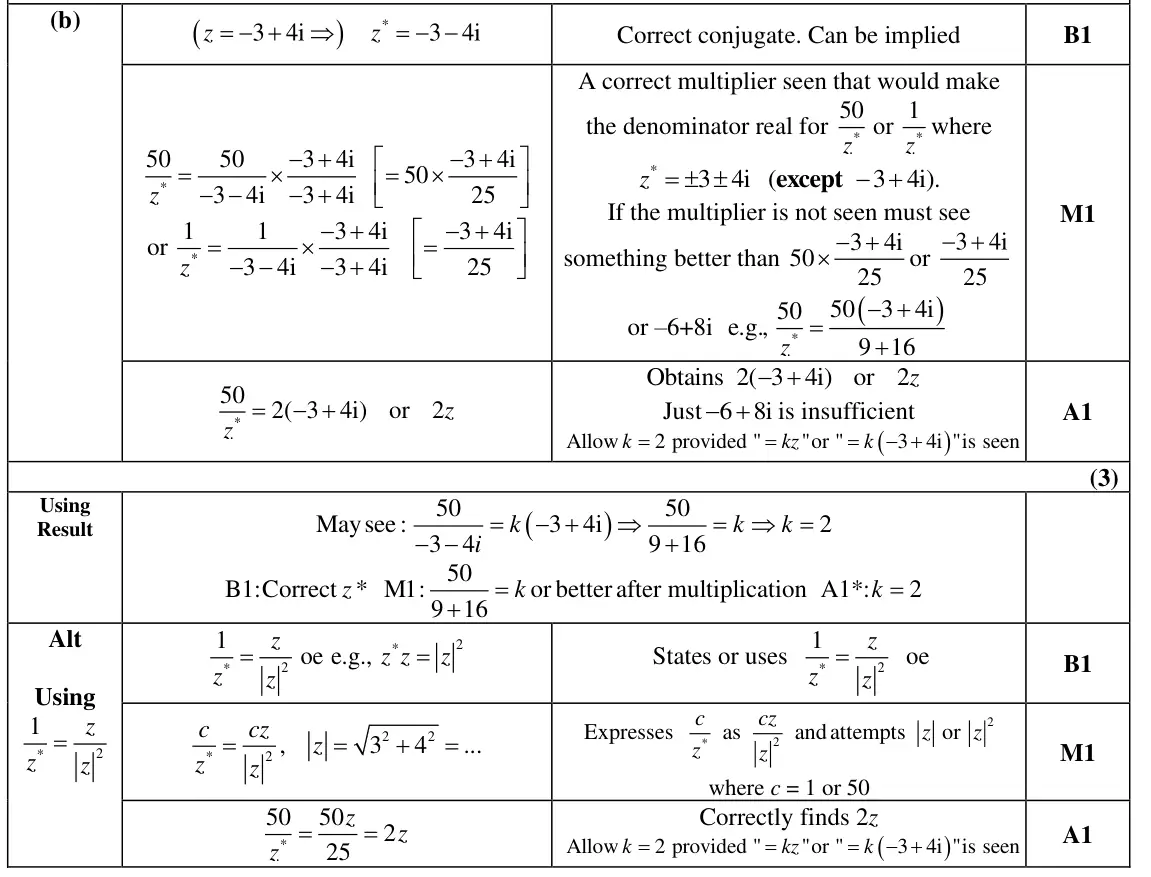 (b)
(z = −3 + 4i ⇒) z* = −3 − 4i
Correct conjugate. Can be implied
B1
50/z* = 50/(−3 − 4i) × (−3 + 4i)/(−3 + 4i) [= 50 × (−3 + 4i)/25]
or 1/z* = 1/(−3 − 4i) × (−3 + 4i)/(−3 + 4i) [= (−3 + 4i)/25]
A correct multiplier seen that would make
the denominator real for 50/z* or 1/z* where
z* = ±3 ± 4i (except − 3 + 4i).
If the multiplier is not seen must see
something better than 50 × (−3 + 4i)/25 or (−3 + 4i)/25
or –6+8i e.g., 50/z* = 50(−3 + 4i)/(9 + 16)
M1
50/z* = 2(−3 + 4i) or 2z
Obtains 2(−3 + 4i) or 2z
Just −6 + 8i is insufficient
Allow k = 2 provided "= kz" or "= k(−3 + 4i)" is seen
A1
(3)
Using
Result
May see : 50/(−3 − 4i) = k(−3 + 4i) ⇒ 50/(9 + 16) = k ⇒ k = 2
B1:Correct z* M1: 50/(9 + 16) = k or better after multiplication A1*: k = 2
Alt
Using
1/z* = z/|z|²
1/z* = z/|z|² oe e.g., z*z = |z|²
States or uses 1/z* = z/|z|² oe
B1
c/z* = cz/|z|², |z| = √(3² + 4²) = ...
Expresses c/z* as cz/|z|² and attempts |z| or |z|²
where c = 1 or 50
M1
50/z* = 50z/25 = 2z
Correctly finds 2z
Allow k = 2 provided "= kz" or "= k(−3 + 4i)" is seen
A1